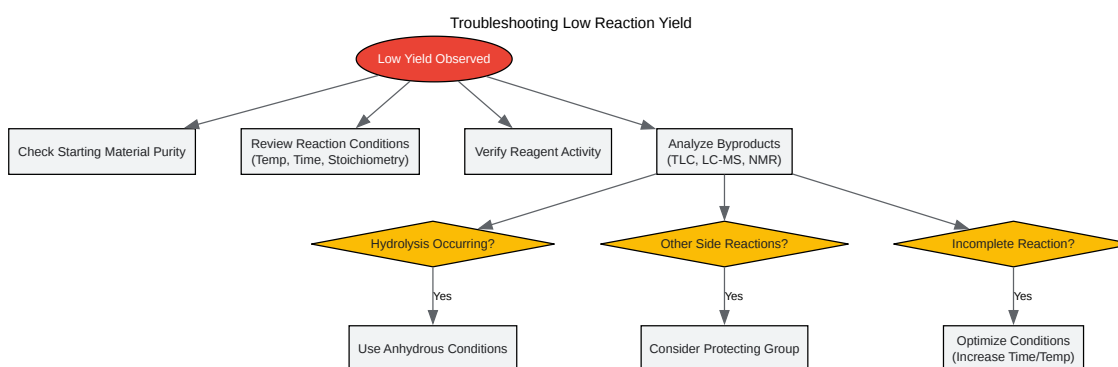 Troubleshooting Low Reaction Yield
Low Yield Observed
Check Starting Material Purity
Review Reaction Conditions
(Temp, Time, Stoichiometry)
Verify Reagent Activity
Analyze Byproducts
(TLC, LC-MS, NMR)
Hydrolysis Occurring?
Other Side Reactions?
Incomplete Reaction?
Yes
Yes
Yes
Use Anhydrous Conditions
Consider Protecting Group
Optimize Conditions
(Increase Time/Temp)